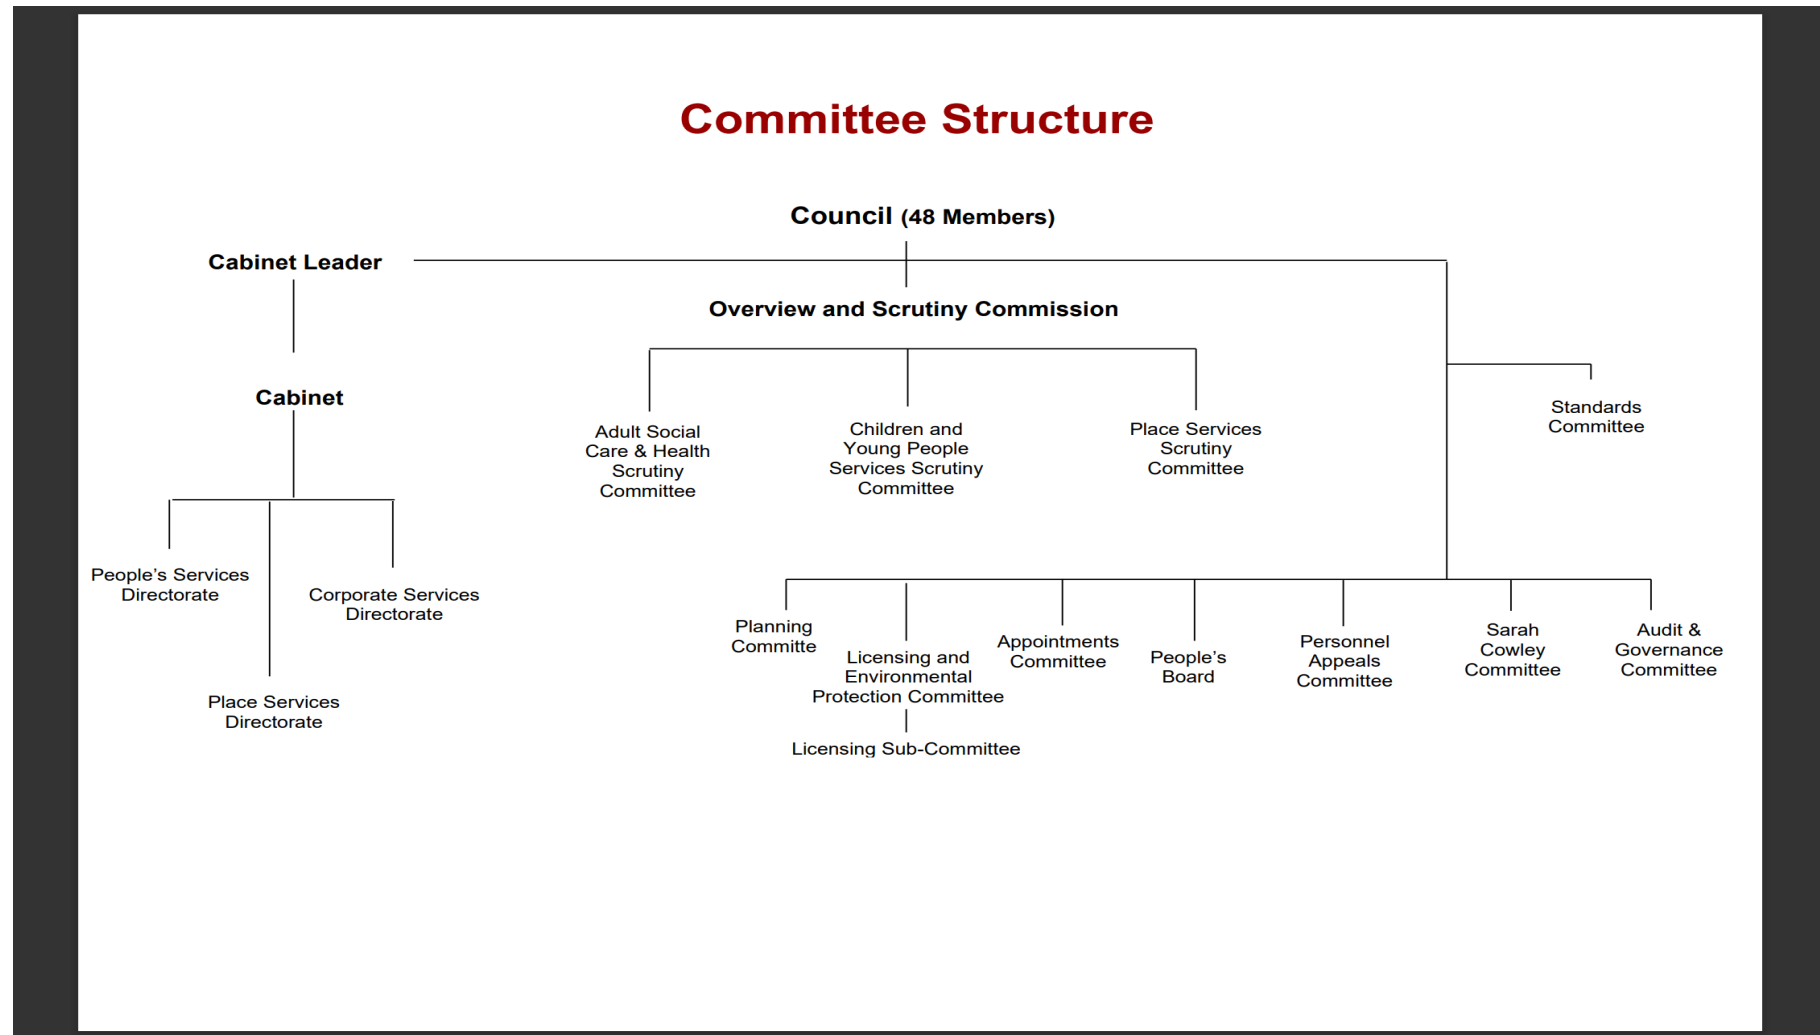 Committee Structure
Council (48 Members)
Cabinet Leader
Overview and Scrutiny Commission
Cabinet
Adult Social
Care & Health
Scrutiny
Committee
Children and
Young People
Services Scrutiny
Committee
Place Services
Scrutiny
Committee
Standards
Committee
People's Services
Directorate
Corporate Services
Directorate
Place Services
Directorate
Planning
Committe
Licensing and
Environmental
Protection Committee
Licensing Sub-Committee
Appointments
Committee
People's
Board
Personnel
Appeals
Committee
Sarah
Cowley
Committee
Audit &
Governance
Committee